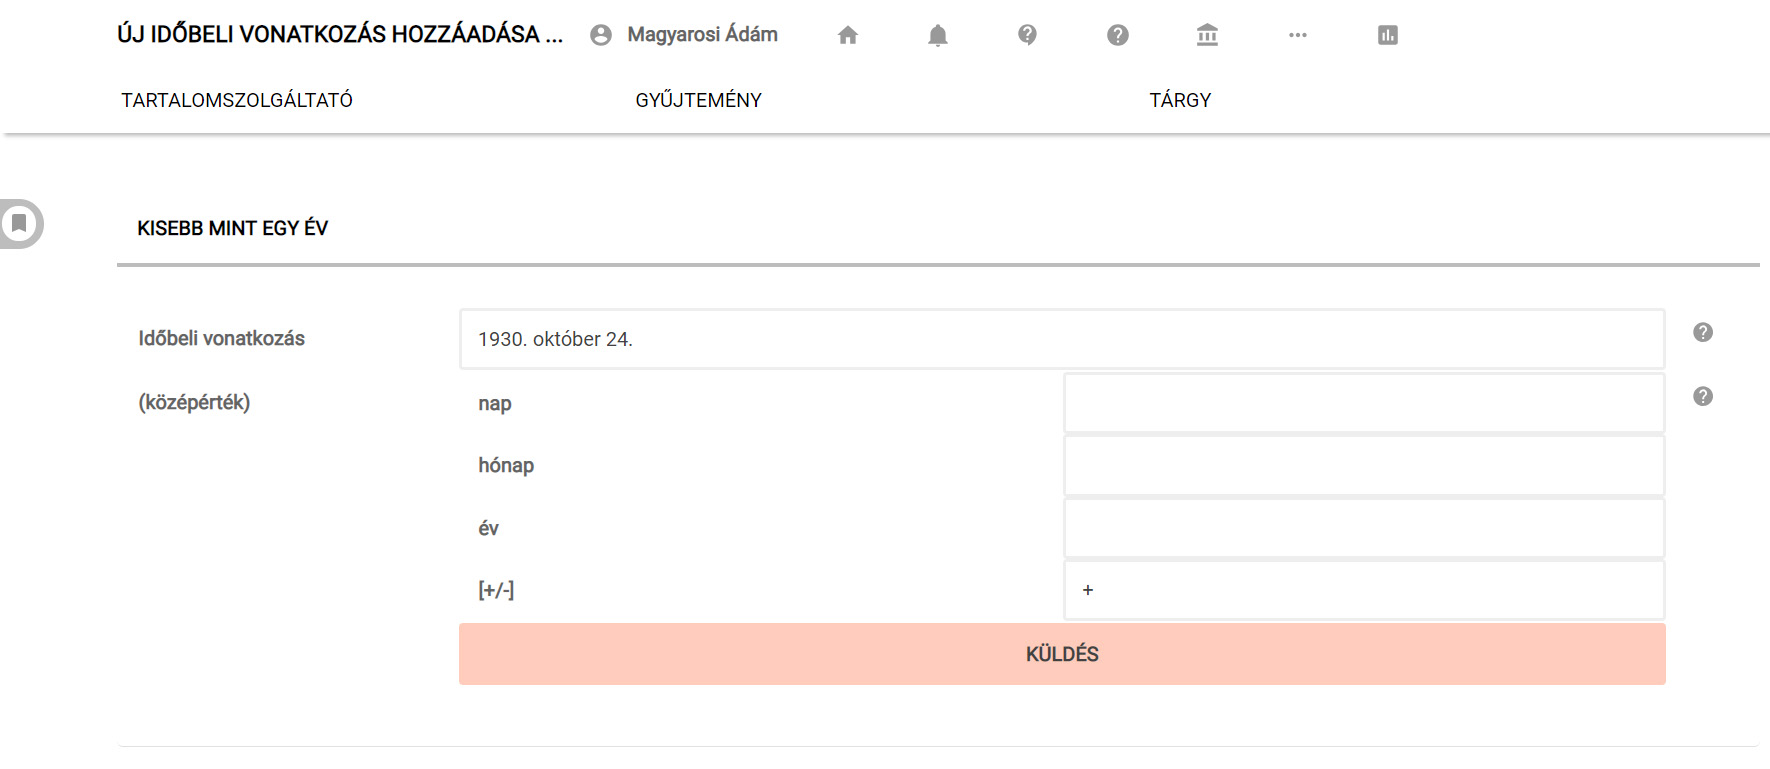 ÚJ IDŐBELI VONATKOZÁS HOZZÁADÁSA ... Magyarosi Ádám
TARTALOMSZOLGÁLTATÓ GYŰJTEMÉNY TÁRGY
KISEBB MINT EGY ÉV
Időbeli vonatkozás 1930. október 24.
(középérték) nap
hónap
év
[+/-] +
KÜLDÉS